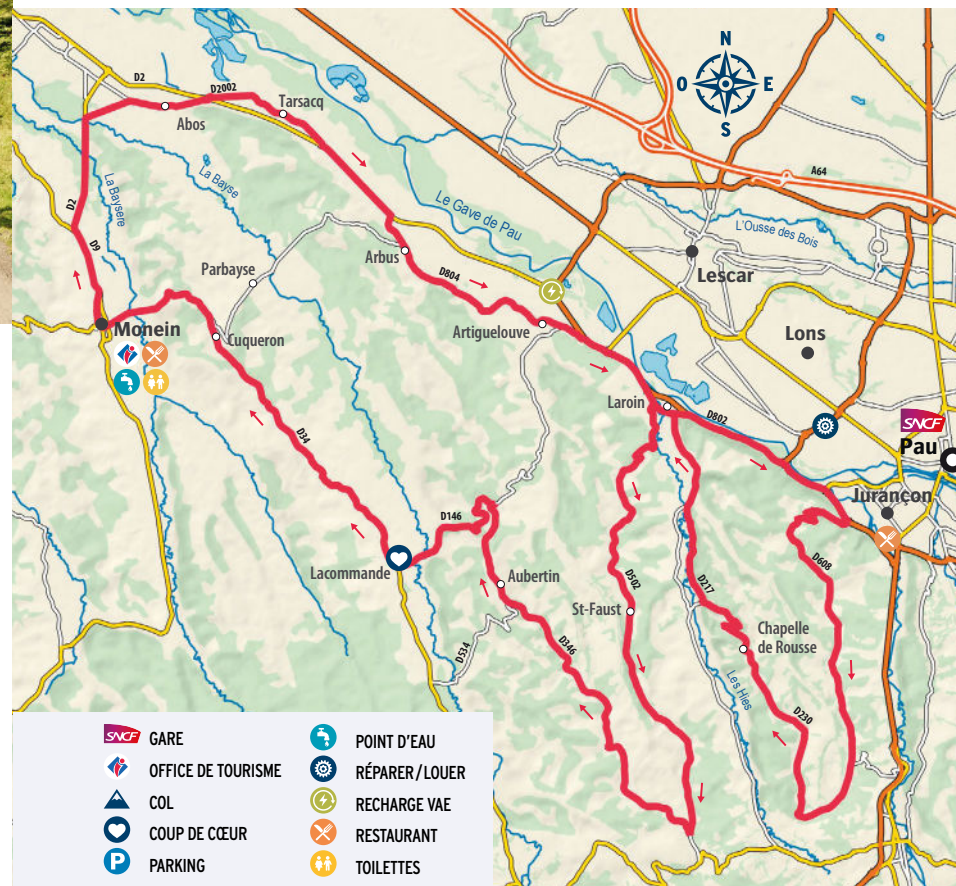 N
O
E
S
D2
D2002
Tarsacq
Abos
A64
La Baysere
La Bayse
Le Gave de Pau
L'Ousse des Bois
D2
D9
Parbayse
Arbus
D804
Lescar
Monein
Cuqueron
Artiguelouve
Lons
Laroin
D802
SNCF
Pau
Jurançon
D34
D146
Lacommande
Aubertin
D502
D217
D608
St-Faust
Chapelle
de Rousse
D534
D346
Les Hies
D230
SNCF GARE
OFFICE DE TOURISME
COL
COUP DE CŒUR
P PARKING
POINT D'EAU
RÉPARER/LOUER
RECHARGE VAE
RESTAURANT
TOILETTES